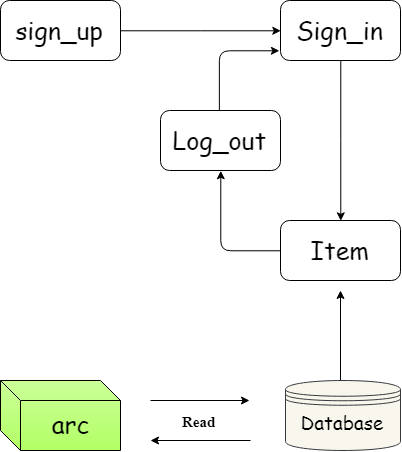 sign_up
Sign_in
Log_out
Item
arc
Read
Database